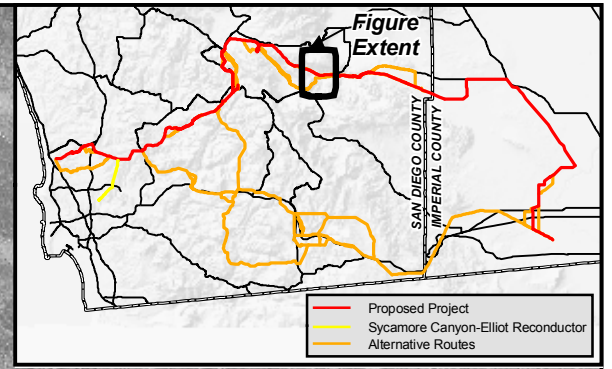 Figure
Extent
SAN DIEGO COUNTY
IMPERIAL COUNTY
Proposed Project
Sycamore Canyon-Elliot Reconductor
Alternative Routes